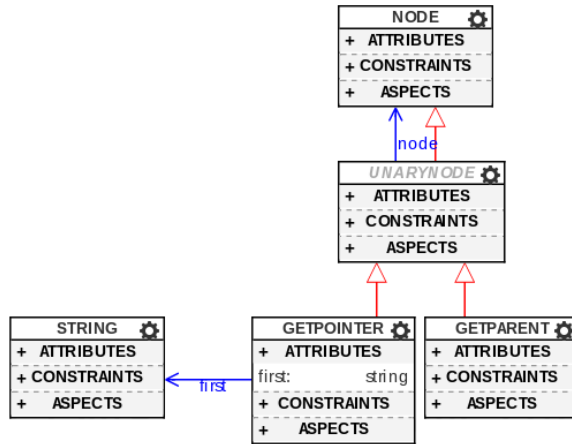 NODE
+ ATTRIBUTES
+ CONSTRAINTS
+ ASPECTS
node
UNARYNODE
+ ATTRIBUTES
+ CONSTRAINTS
+ ASPECTS
STRING
+ ATTRIBUTES
+ CONSTRAINTS
+ ASPECTS
first
GETPOINTER
+ ATTRIBUTES
first: string
+ CONSTRAINTS
+ ASPECTS
GETPARENT
+ ATTRIBUTES
+ CONSTRAINTS
+ ASPECTS